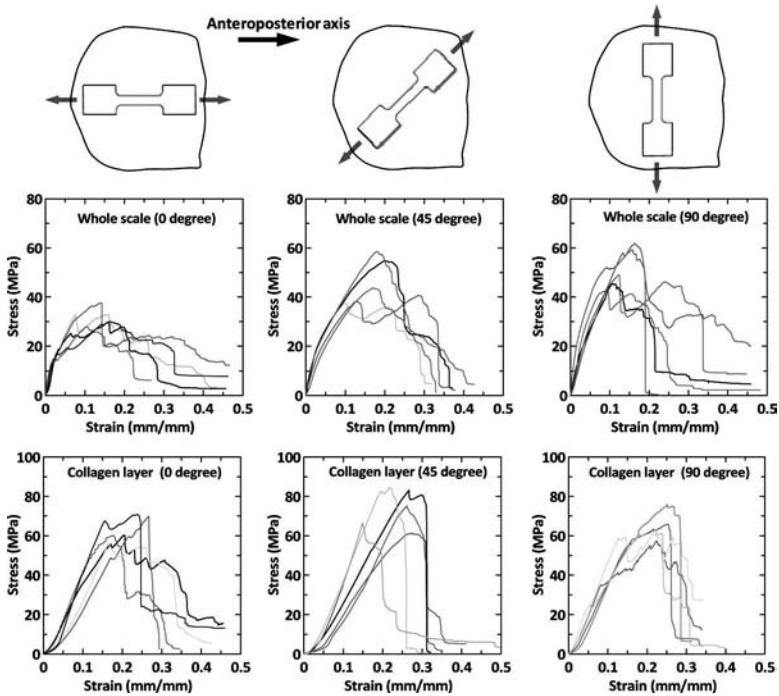 Anteroposterior axis
Whole scale (0 degree)
Whole scale (45 degree)
Whole scale (90 degree)
Stress (MPa)
80
60
40
20
0
0 0.1 0.2 0.3 0.4 0.5
Strain (mm/mm)
Stress (MPa)
80
60
40
20
0
0 0.1 0.2 0.3 0.4 0.5
Strain (mm/mm)
Stress (MPa)
80
60
40
20
0
0 0.1 0.2 0.3 0.4 0.5
Strain (mm/mm)
Collagen layer (0 degree)
Collagen layer (45 degree)
Collagen layer (90 degree)
Stress (MPa)
100
80
60
40
20
0
0 0.1 0.2 0.3 0.4 0.5
Strain (mm/mm)
Stress (MPa)
100
80
60
40
20
0
0 0.1 0.2 0.3 0.4 0.5
Strain (mm/mm)
Stress (MPa)
100
80
60
40
20
0
0 0.1 0.2 0.3 0.4 0.5
Strain (mm/mm)